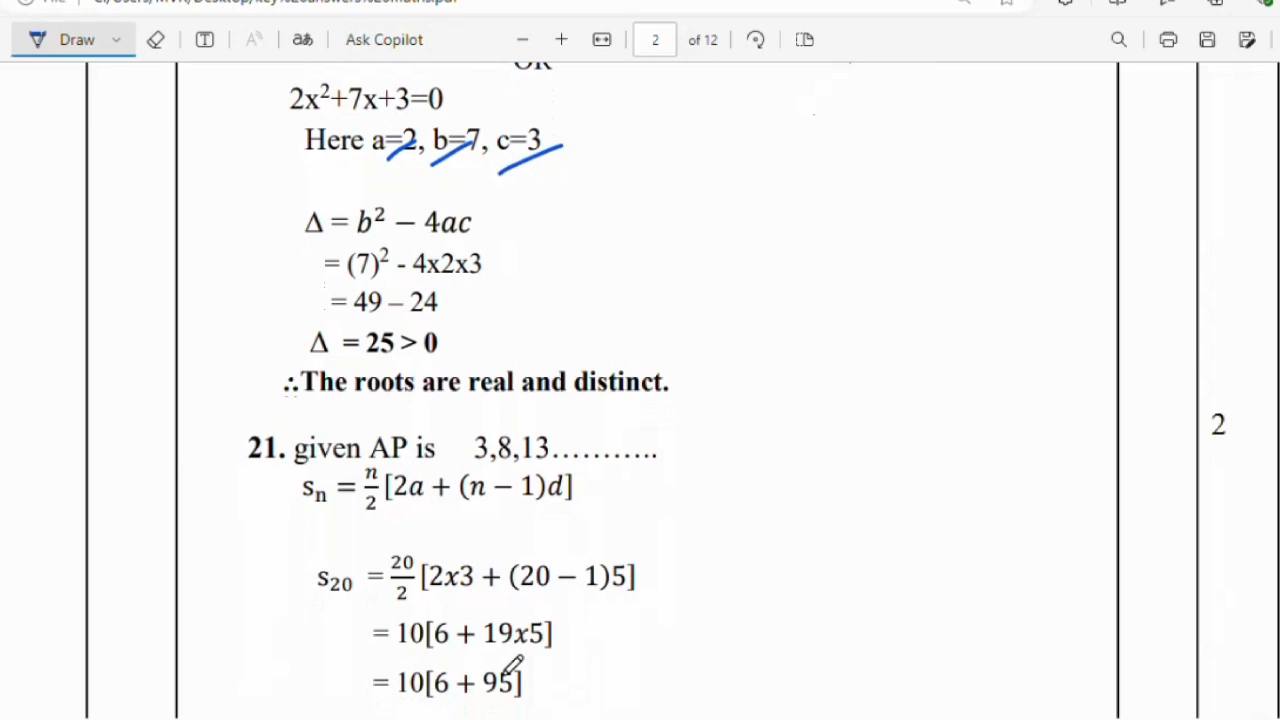 Draw
Ask Copilot
2
of 12
OR
2x²+7x+3=0
Here a=2, b=7, c=3
Δ = b² − 4ac
= (7)² - 4x2x3
= 49 – 24
Δ = 25 > 0
∴The roots are real and distinct.
21. given AP is 3,8,13………..
sₙ = n/2 [2a + (n − 1)d]
2
s₂₀ = 20/2 [2x3 + (20 − 1)5]
= 10[6 + 19x5]
= 10[6 + 95]